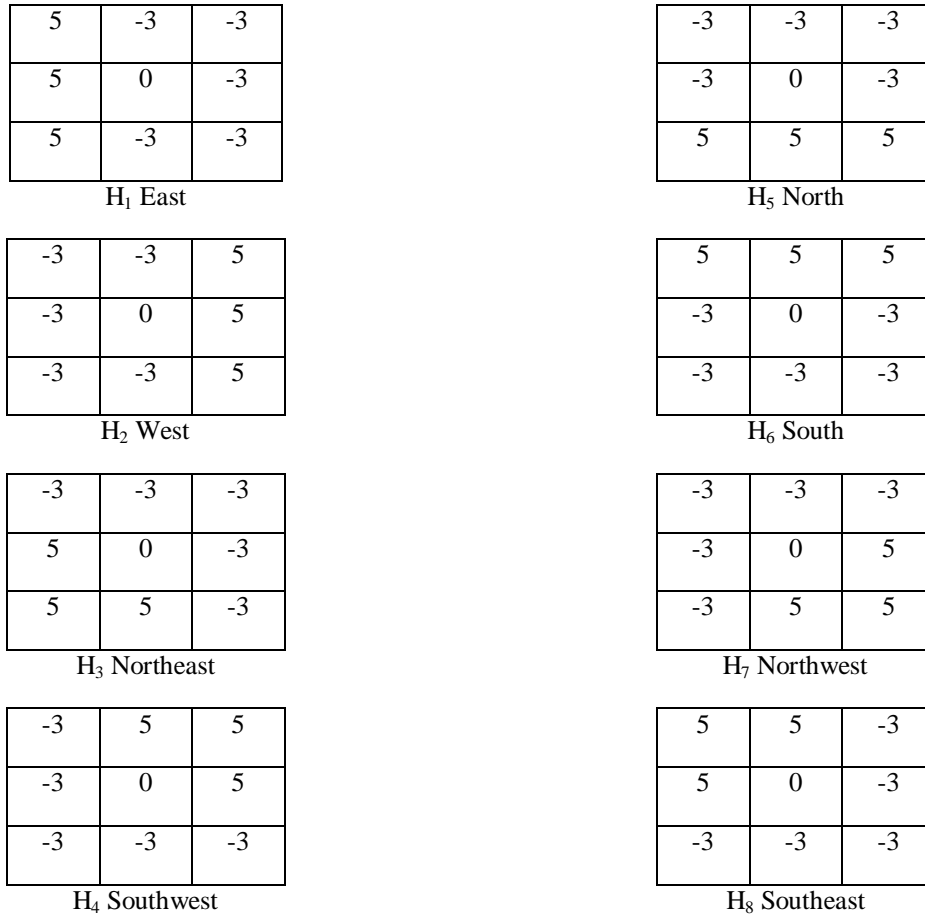 5 -3 -3
5 0 -3
5 -3 -3
H₁ East
-3 -3 -3
-3 0 -3
5 5 5
H₅ North
-3 -3 5
-3 0 5
-3 -3 5
H₂ West
5 5 5
-3 0 -3
-3 -3 -3
H₆ South
-3 -3 -3
5 0 -3
5 5 -3
H₃ Northeast
-3 -3 -3
-3 0 5
-3 5 5
H₇ Northwest
-3 5 5
-3 0 5
-3 -3 -3
H₄ Southwest
5 5 -3
5 0 -3
-3 -3 -3
H₈ Southeast